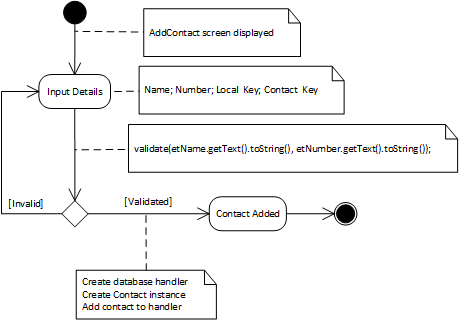 AddContact screen displayed
Input Details
Name; Number; Local Key; Contact Key
validate(etName.getText().toString(), etNumber.getText().toString());
[Invalid]
[Validated]
Contact Added
Create database handler
Create Contact instance
Add contact to handler